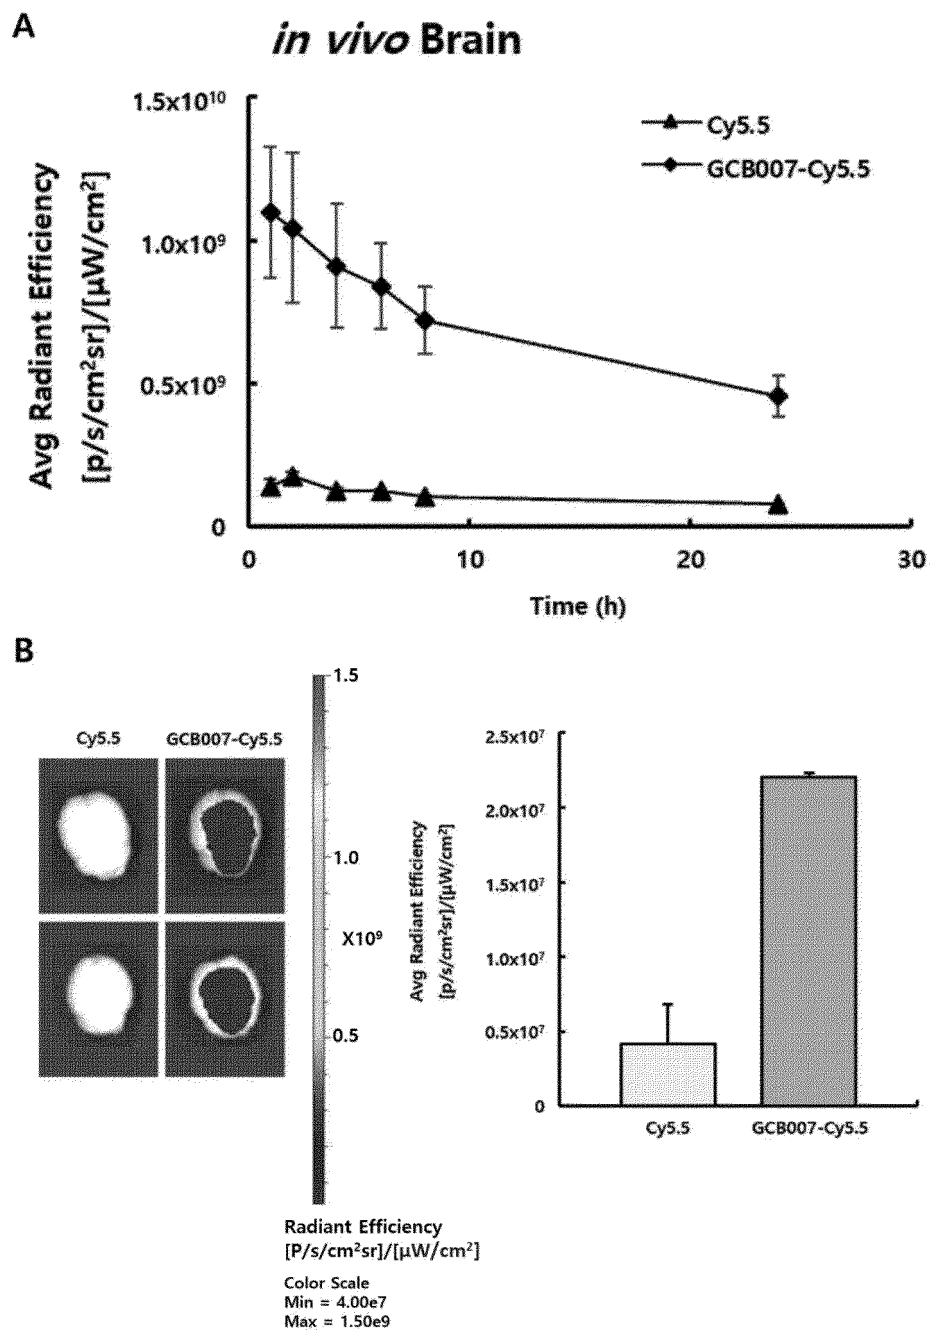 A
in vivo Brain
1.5x10¹⁰
1.0x10⁹
0.5x10⁹
0
Avg Radiant Efficiency
[p/s/cm²sr]/[µW/cm²]
Cy5.5
GCB007-Cy5.5
0 10 20 30
Time (h)
B
Cy5.5 GCB007-Cy5.5
1.5
1.0
X10⁹
0.5
Radiant Efficiency
[P/s/cm²sr]/[µW/cm²]
Color Scale
Min = 4.00e7
Max = 1.50e9
Avg Radiant Efficiency
[p/s/cm²sr]/[µW/cm²]
2.5x10⁷
2.0x10⁷
1.5x10⁷
1.0x10⁷
0.5x10⁷
0
Cy5.5 GCB007-Cy5.5